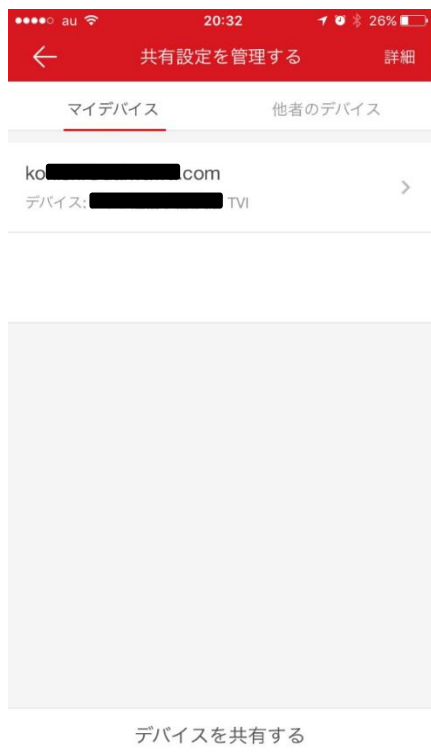 au 20:32 26%
共有設定を管理する 詳細
マイデバイス 他者のデバイス
ko .com
デバイス: TVI
デバイスを共有する